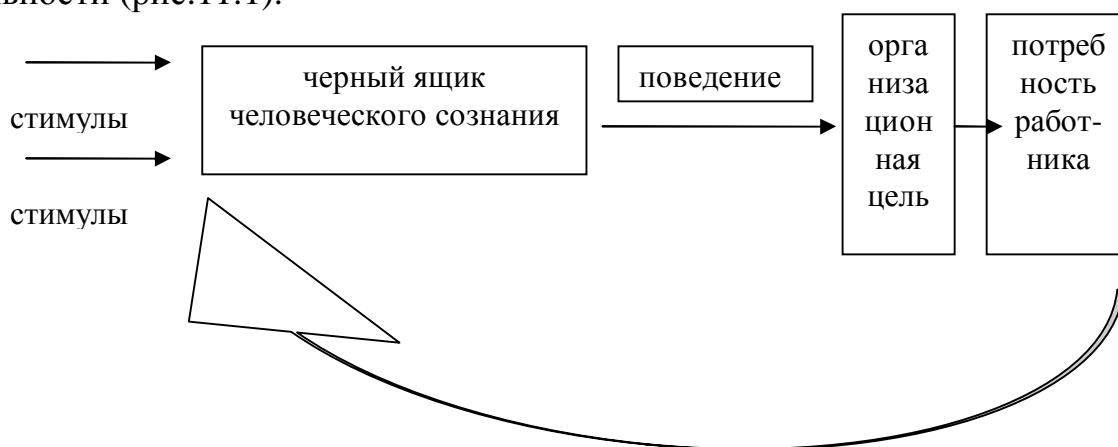 льности (рис.11.1).
стимулы
стимулы
черный ящик
человеческого сознания
поведение
орга
низа
цион
ная
цель
потреб
ность
работ-
ника